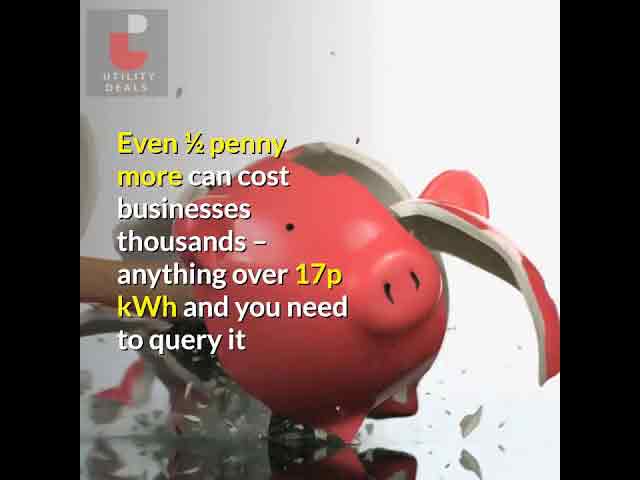 UTILITY
DEALS
Even ½ penny
more can cost
businesses
thousands –
anything over 17p
kWh and you need
to query it